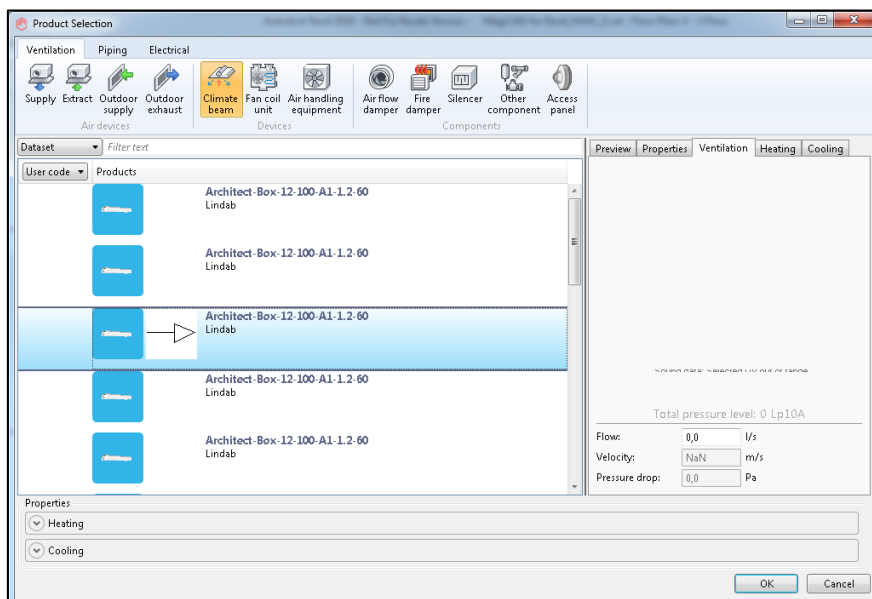 Product Selection
Ventilation Piping Electrical
Supply Extract Outdoor supply Outdoor exhaust Climate beam Fan coil unit Air handling equipment Air flow damper Fire damper Silencer Other component Access panel
Air devices Devices Components
Dataset Filter text
User code Products
Architect-Box-12-100-A1-1.2-60
Lindab
Architect-Box-12-100-A1-1.2-60
Lindab
Architect-Box-12-100-A1-1.2-60
Lindab
Architect-Box-12-100-A1-1.2-60
Lindab
Architect-Box-12-100-A1-1.2-60
Lindab
Preview Properties Ventilation Heating Cooling
Total pressure level: 0 Lp10A
Flow: 0,0 l/s
Velocity: NaN m/s
Pressure drop: 0,0 Pa
Properties
Heating
Cooling
OK Cancel